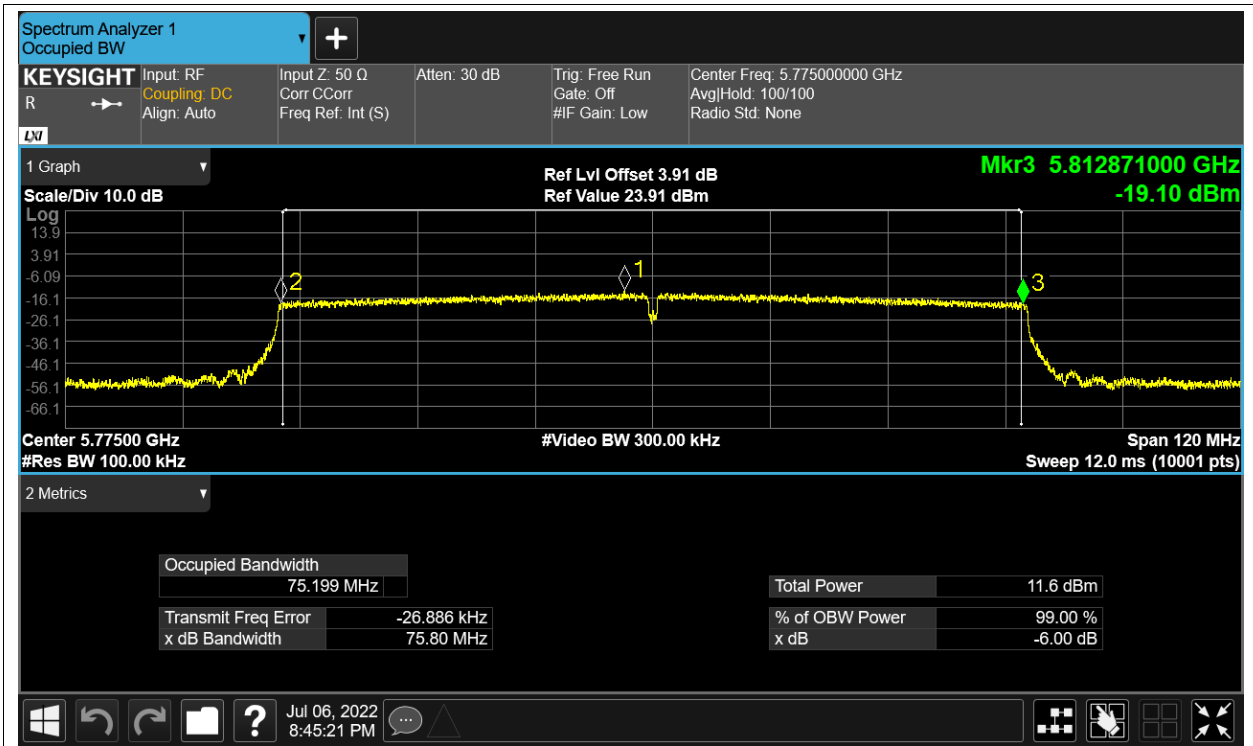 Spectrum Analyzer 1
Occupied BW
KEYSIGHT
R
LXI
Input: RF
Coupling: DC
Align: Auto
Input Z: 50 Ω
Corr CCorr
Freq Ref: Int (S)
Atten: 30 dB
Trig: Free Run
Gate: Off
#IF Gain: Low
Center Freq: 5.775000000 GHz
Avg|Hold: 100/100
Radio Std: None
1 Graph
Scale/Div 10.0 dB
Ref Lvl Offset 3.91 dB
Ref Value 23.91 dBm
Mkr3 5.812871000 GHz
-19.10 dBm
Log
13.9
3.91
-6.09
-16.1
-26.1
-36.1
-46.1
-56.1
-66.1
2
1
3
Center 5.77500 GHz
#Res BW 100.00 kHz
#Video BW 300.00 kHz
Span 120 MHz
Sweep 12.0 ms (10001 pts)
2 Metrics
Occupied Bandwidth
75.199 MHz
Transmit Freq Error -26.886 kHz
x dB Bandwidth 75.80 MHz
Total Power 11.6 dBm
% of OBW Power 99.00 %
x dB -6.00 dB
?
Jul 06, 2022
8:45:21 PM